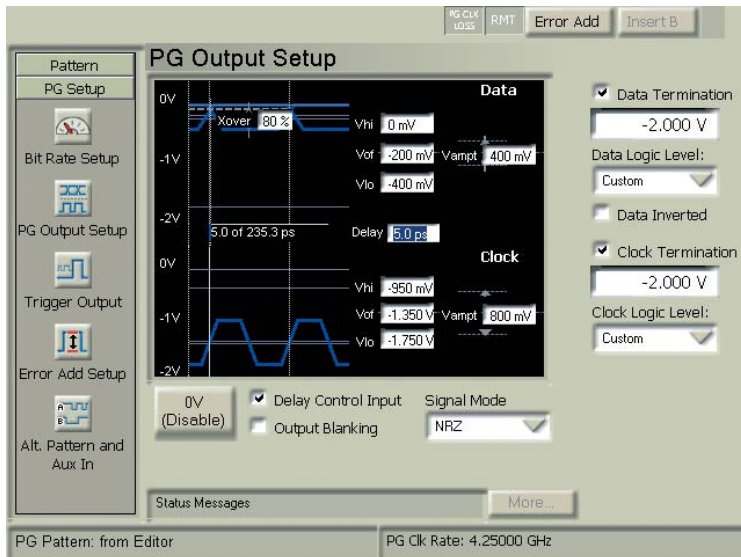 PG CLK LOSS
RMT
Error Add
Insert B
Pattern
PG Setup
Bit Rate Setup
PG Output Setup
Trigger Output
Error Add Setup
A
B
Alt. Pattern and
Aux In
PG Output Setup
Data
0V
Xover 80 %
Vhi 0 mV
-1V
Vof -200 mV Vampt 400 mV
Vlo -400 mV
-2V
5.0 of 235.3 ps
Delay 5.0 ps
Clock
0V
Vhi -950 mV
-1V
Vof -1.350 V Vampt 800 mV
Vlo -1.750 V
-2V
Data Termination
-2.000 V
Data Logic Level:
Custom
Data Inverted
Clock Termination
-2.000 V
Clock Logic Level:
Custom
0V
(Disable)
Delay Control Input
Output Blanking
Signal Mode
NRZ
Status Messages
More...
PG Pattern: from Editor
PG Clk Rate: 4.25000 GHz